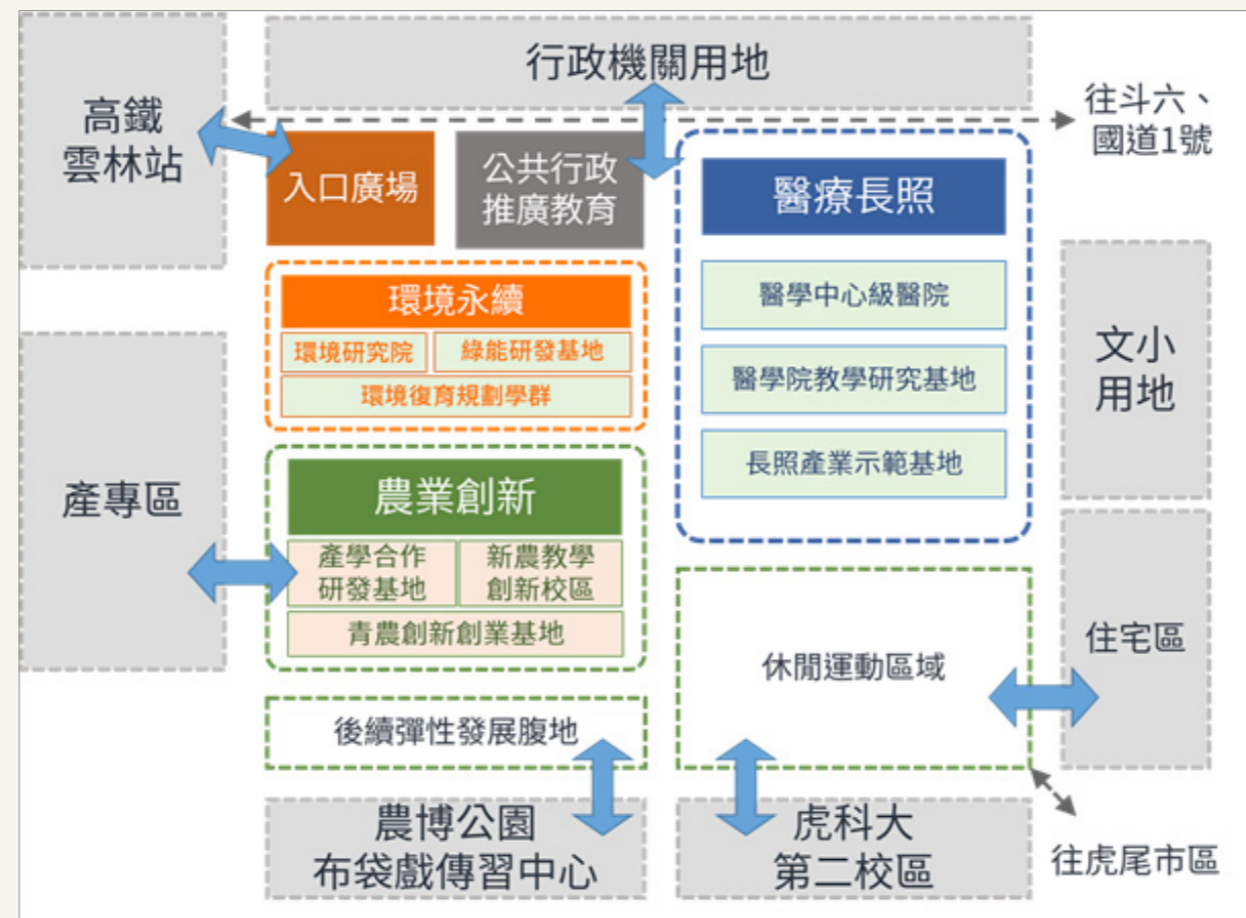 行政機關用地
高鐵
雲林站
往斗六、
國道1號
入口廣場
公共行政
推廣教育
醫療長照
醫學中心級醫院
醫學院教學研究基地
長照產業示範基地
環境永續
環境研究院
綠能研發基地
環境復育規劃學群
文小
用地
產專區
農業創新
產學合作
研發基地
新農教學
創新校區
青農創新創業基地
休閒運動區域
住宅區
後續彈性發展腹地
農博公園
布袋戲傳習中心
虎科大
第二校區
往虎尾市區